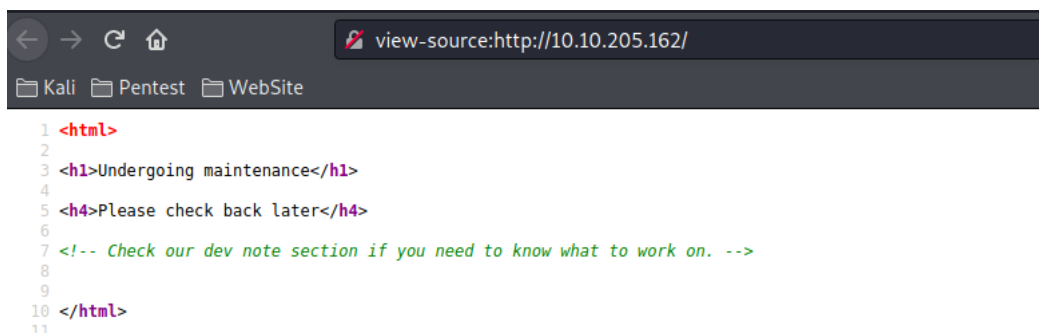 view-source:http://10.10.205.162/
Kali Pentest WebSite
1 <html>
2
3 <h1>Undergoing maintenance</h1>
4
5 <h4>Please check back later</h4>
6
7 <!-- Check our dev note section if you need to know what to work on. -->
8
9
10 </html>
11